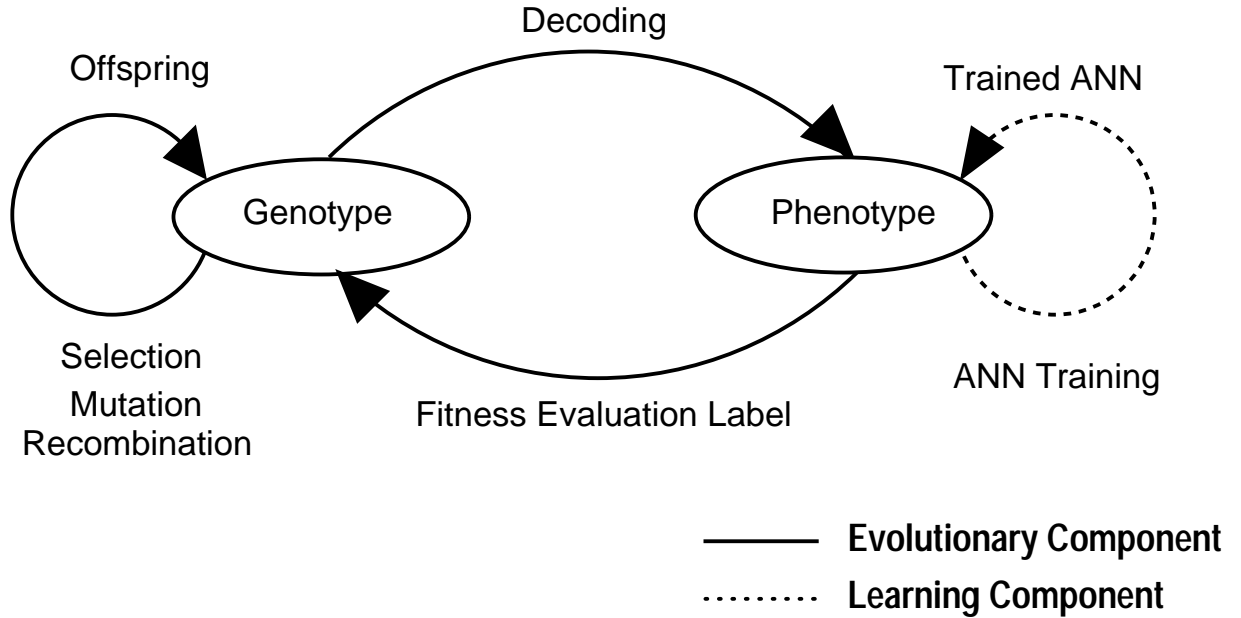 Decoding
Offspring
Trained ANN
Genotype
Phenotype
Selection
Mutation
Recombination
Fitness Evaluation Label
ANN Training
Evolutionary Component
Learning Component